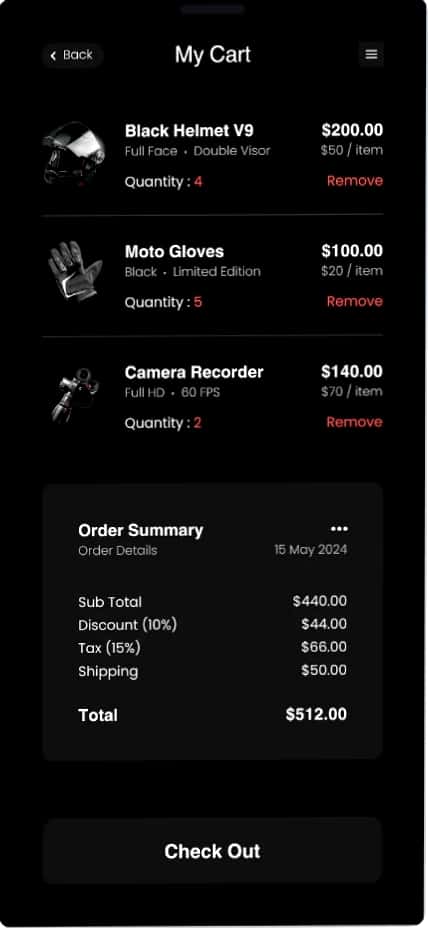 Back
My Cart
Black Helmet V9 $200.00
Full Face • Double Visor $50 / item
Quantity : 4 Remove
Moto Gloves $100.00
Black • Limited Edition $20 / item
Quantity : 5 Remove
Camera Recorder $140.00
Full HD • 60 FPS $70 / item
Quantity : 2 Remove
Order Summary
Order Details 15 May 2024
Sub Total $440.00
Discount (10%) $44.00
Tax (15%) $66.00
Shipping $50.00
Total $512.00
Check Out